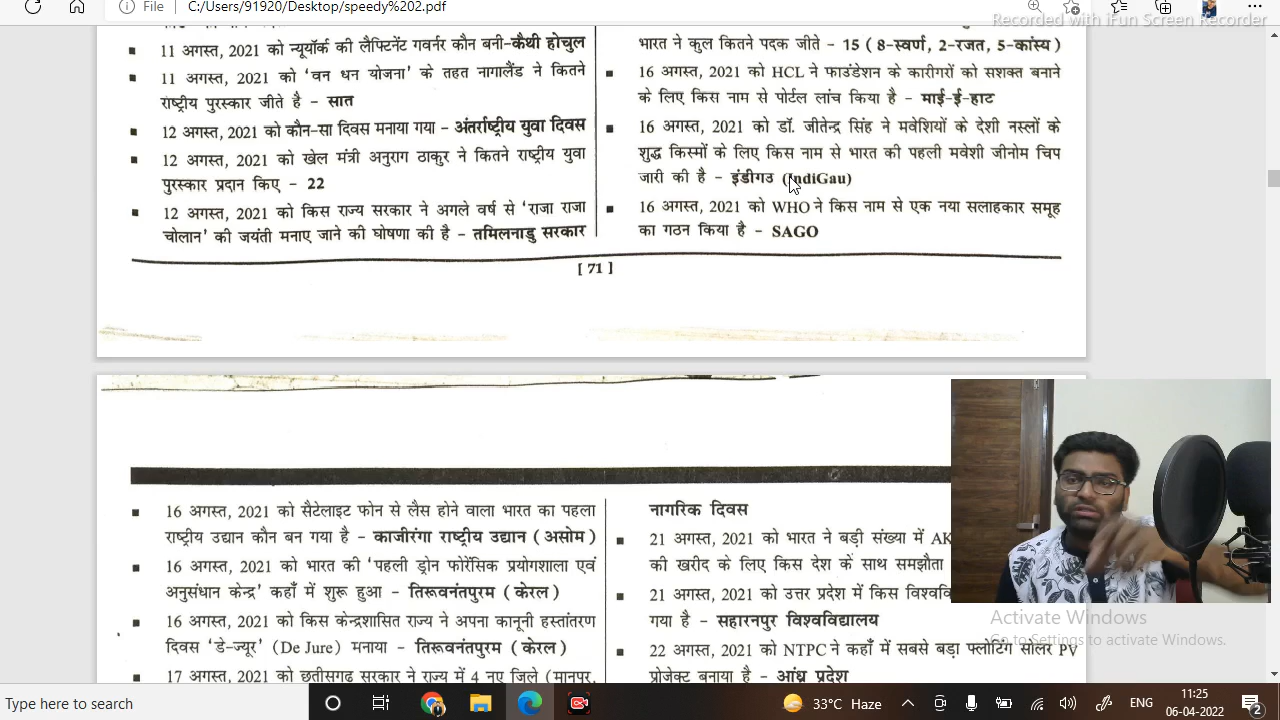 File
C:/Users/91920/Desktop/speedy%202.pdf
Recorded with iFun Screen Recorder
11 अगस्त, 2021 को न्यूयॉर्क की लैफ्टिनेंट गवर्नर कौन बनी-कैथी होचुल
11 अगस्त, 2021 को 'वन धन योजना' के तहत नागालैंड ने कितने
राष्ट्रीय पुरस्कार जीते है - सात
12 अगस्त, 2021 को कौन-सा दिवस मनाया गया - अंतर्राष्ट्रीय युवा दिवस
12 अगस्त, 2021 को खेल मंत्री अनुराग ठाकुर ने कितने राष्ट्रीय युवा
पुरस्कार प्रदान किए - 22
12 अगस्त, 2021 को किस राज्य सरकार ने अगले वर्ष से 'राजा राजा
चोलान' की जयंती मनाए जाने की घोषणा की है - तमिलनाडु सरकार
भारत ने कुल कितने पदक जीते - 15 (8-स्वर्ण, 2-रजत, 5-कांस्य)
16 अगस्त, 2021 को HCL ने फाउंडेशन के कारीगरों को सशक्त बनाने
के लिए किस नाम से पोर्टल लांच किया है - माई-ई-हाट
16 अगस्त, 2021 को डॉ. जीतेन्द्र सिंह ने मवेशियों के देशी नस्लों के
शुद्ध किस्मों के लिए किस नाम से भारत की पहली मवेशी जीनोम चिप
जारी की है - इंडीगउ (IndiGau)
16 अगस्त, 2021 को WHO ने किस नाम से एक नया सलाहकार समूह
का गठन किया है - SAGO
[ 71 ]
16 अगस्त, 2021 को सैटेलाइट फोन से लैस होने वाला भारत का पहला
राष्ट्रीय उद्यान कौन बन गया है - काजीरंगा राष्ट्रीय उद्यान (असोम)
16 अगस्त, 2021 को भारत की 'पहली ड्रोन फोरेंसिक प्रयोगशाला एवं
अनुसंधान केन्द्र' कहाँ में शुरू हुआ - तिरूवनंतपुरम (केरल)
16 अगस्त, 2021 को किस केन्द्रशासित राज्य ने अपना कानूनी हस्तांतरण
दिवस 'डे-ज्यूर' (De Jure) मनाया - तिरूवनंतपुरम (केरल)
17 अगस्त, 2021 को छत्तीसगढ़ सरकार ने राज्य में 4 नए जिले (मानपुर,
नागरिक दिवस
21 अगस्त, 2021 को भारत ने बड़ी संख्या में AK
की खरीद के लिए किस देश के साथ समझौता
21 अगस्त, 2021 को उत्तर प्रदेश में किस
गया है - सहारनपुर विश्वविद्यालय
22 अगस्त, 2021 को NTPC ने कहाँ में सबसे बड़ा फ्लोटिंग सोलर PV
प्रोजेक्ट बनाया है - आंध्र प्रदेश
Activate Windows
Go to Settings to activate Windows.
Type here to search
33°C Haze
ENG
11:25
06-04-2022
2